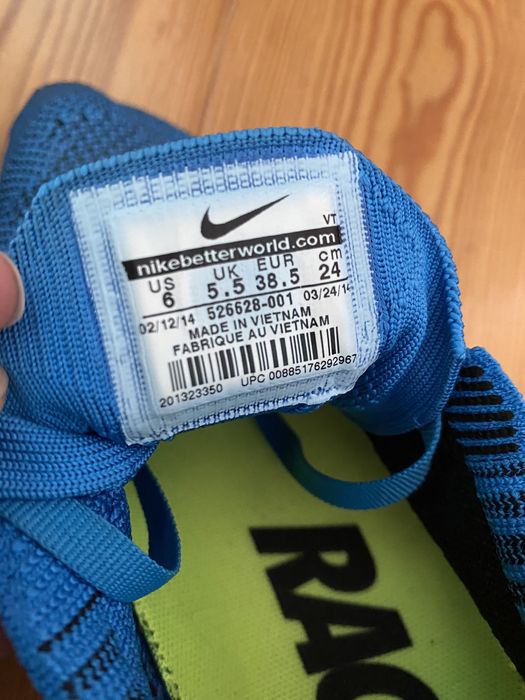 VT
nikebetterworld.com
US UK EUR cm
6 5.5 38.5 24
526628-001
02/12/14 03/24/14
MADE IN VIETNAM
FABRIQUE AU VIETNAM
201323350 UPC 00885176292967
RAC